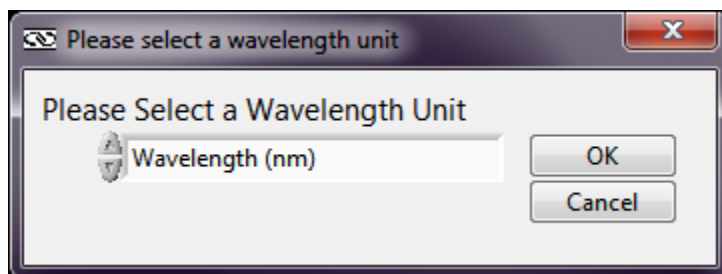 Please select a wavelength unit
Please Select a Wavelength Unit
Wavelength (nm)
OK
Cancel